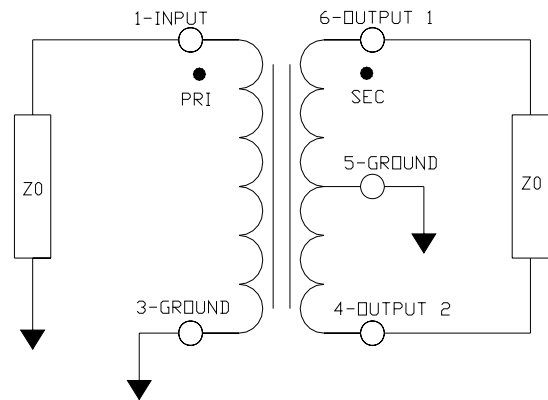 1-INPUT
6-OUTPUT 1
PRI
SEC
5-GROUND
Z0
Z0
3-GROUND
4-OUTPUT 2